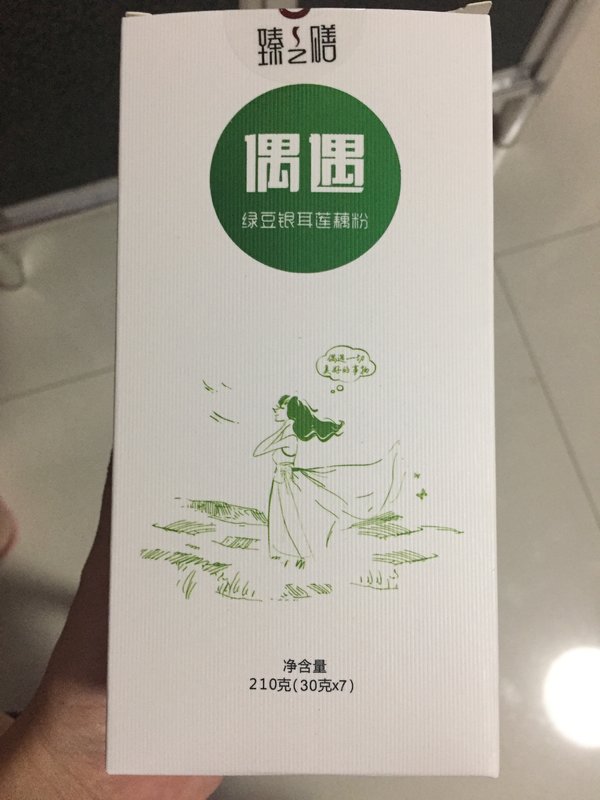 臻之膳
偶遇
绿豆银耳莲藕粉
偶遇一切
美好的事物
净含量
210克(30克x7)